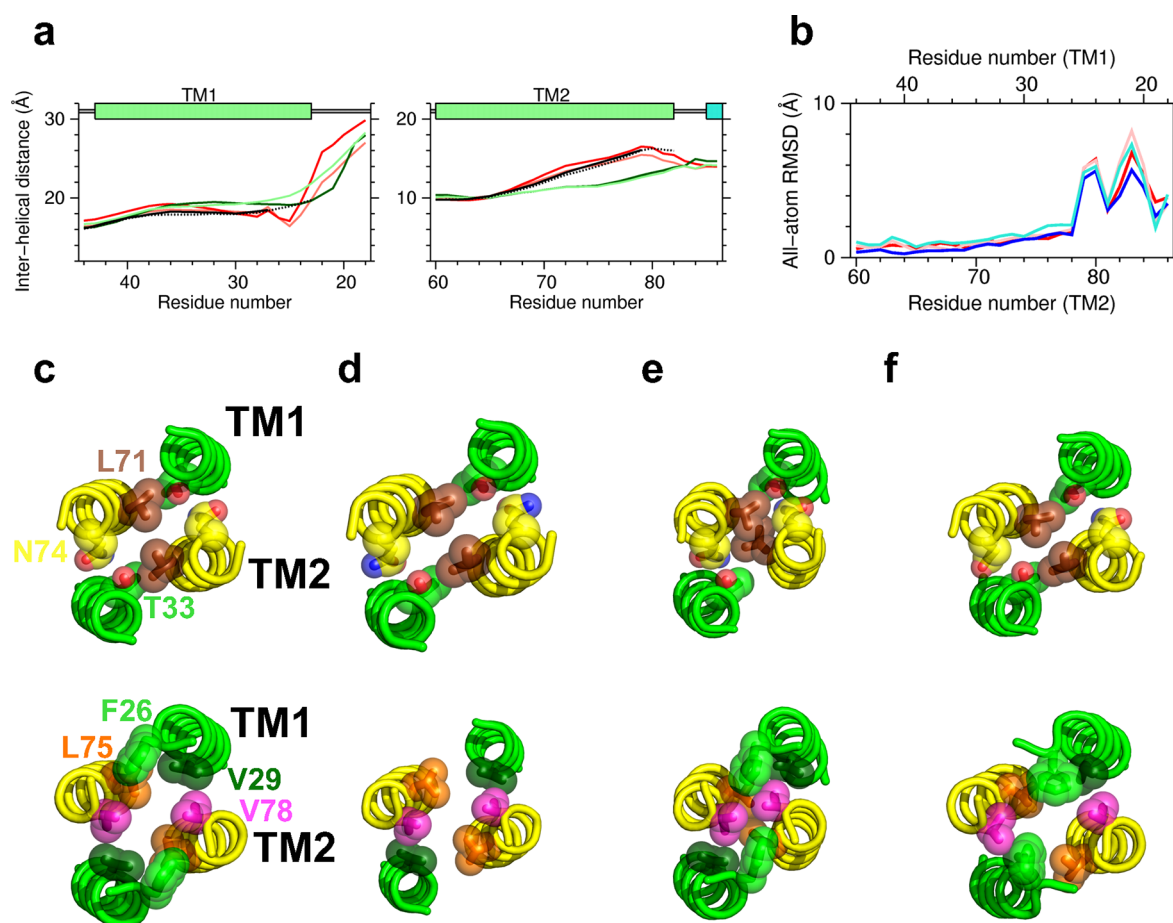 a
b
TM1
TM2
Inter−helical distance (Å)
30
20
20
10
40
30
20
60
70
80
Residue number
Residue number
Residue number (TM1)
40
30
20
All−atom RMSD (Å)
10
0
60
70
80
Residue number (TM2)
c
d
e
f
TM1
L71
N74
TM2
T33
F26
TM1
L75
V29
V78
TM2